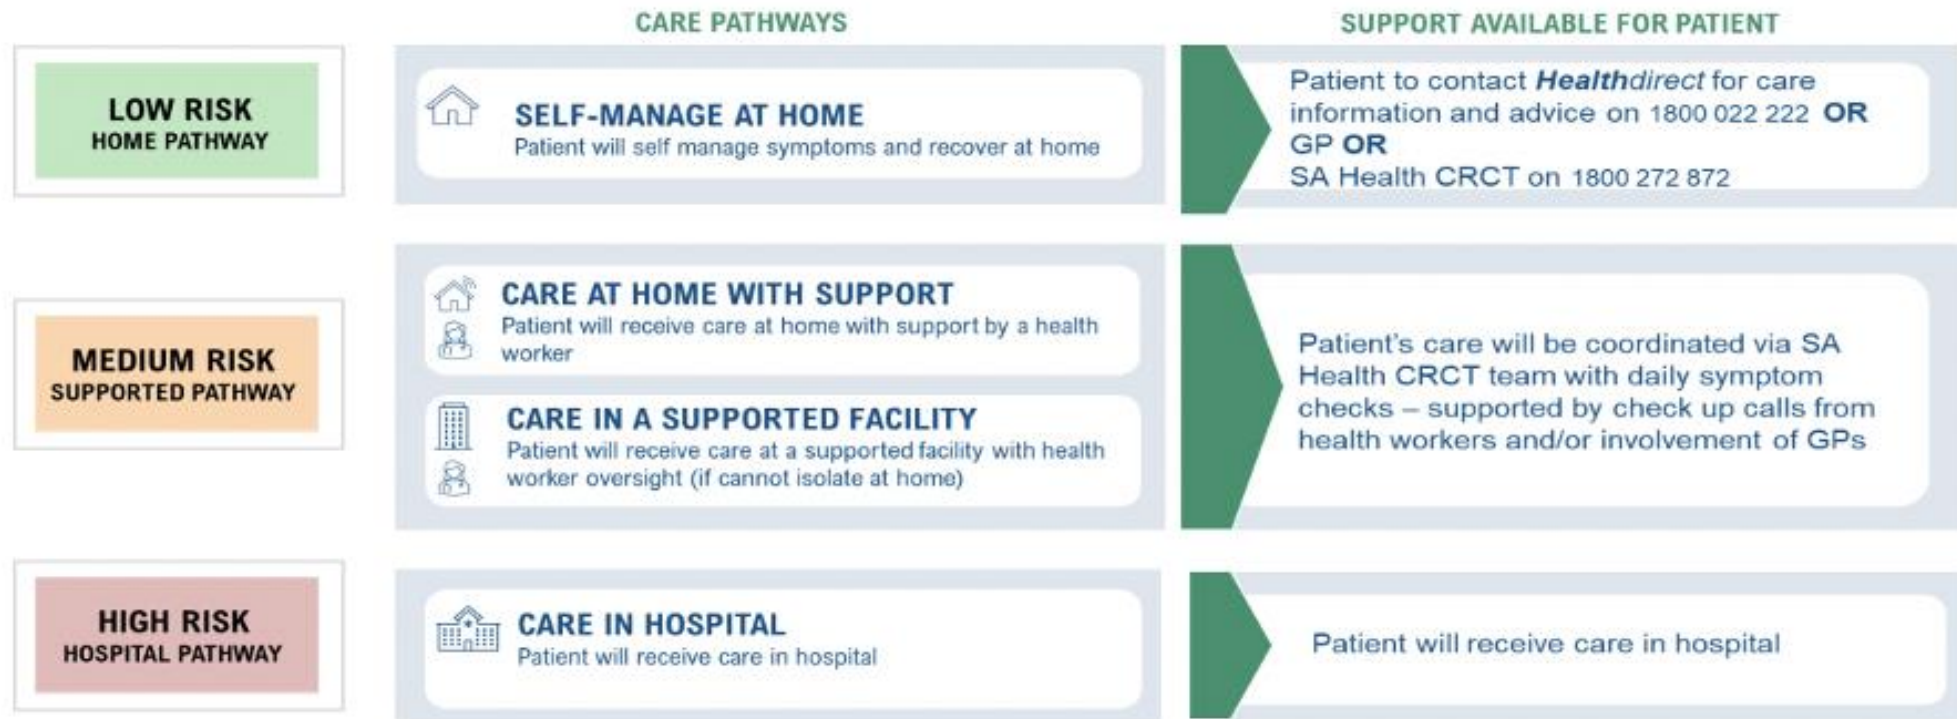 CARE PATHWAYS
SUPPORT AVAILABLE FOR PATIENT
LOW RISK
HOME PATHWAY
SELF-MANAGE AT HOME
Patient will self manage symptoms and recover at home
Patient to contact Healthdirect for care
information and advice on 1800 022 222 OR
GP OR
SA Health CRCT on 1800 272 872
MEDIUM RISK
SUPPORTED PATHWAY
CARE AT HOME WITH SUPPORT
Patient will receive care at home with support by a health
worker
CARE IN A SUPPORTED FACILITY
Patient will receive care at a supported facility with health
worker oversight (if cannot isolate at home)
Patient's care will be coordinated via SA
Health CRCT team with daily symptom
checks – supported by check up calls from
health workers and/or involvement of GPs
HIGH RISK
HOSPITAL PATHWAY
CARE IN HOSPITAL
Patient will receive care in hospital
Patient will receive care in hospital